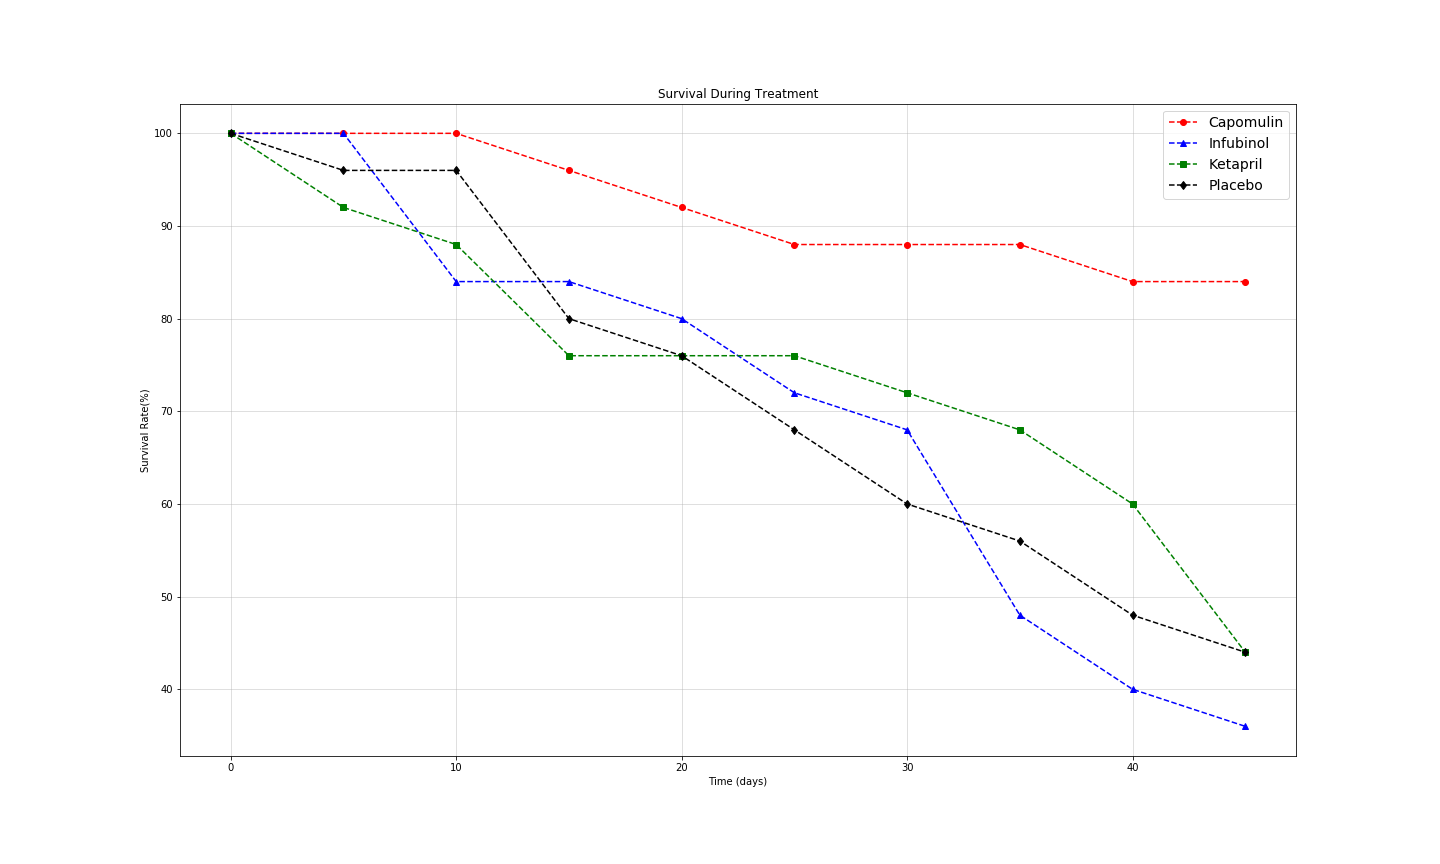 Survival During Treatment
Capomulin
Infubinol
Ketapril
Placebo
100
90
80
70
60
50
40
Survival Rate(%)
0
10
20
30
40
Time (days)